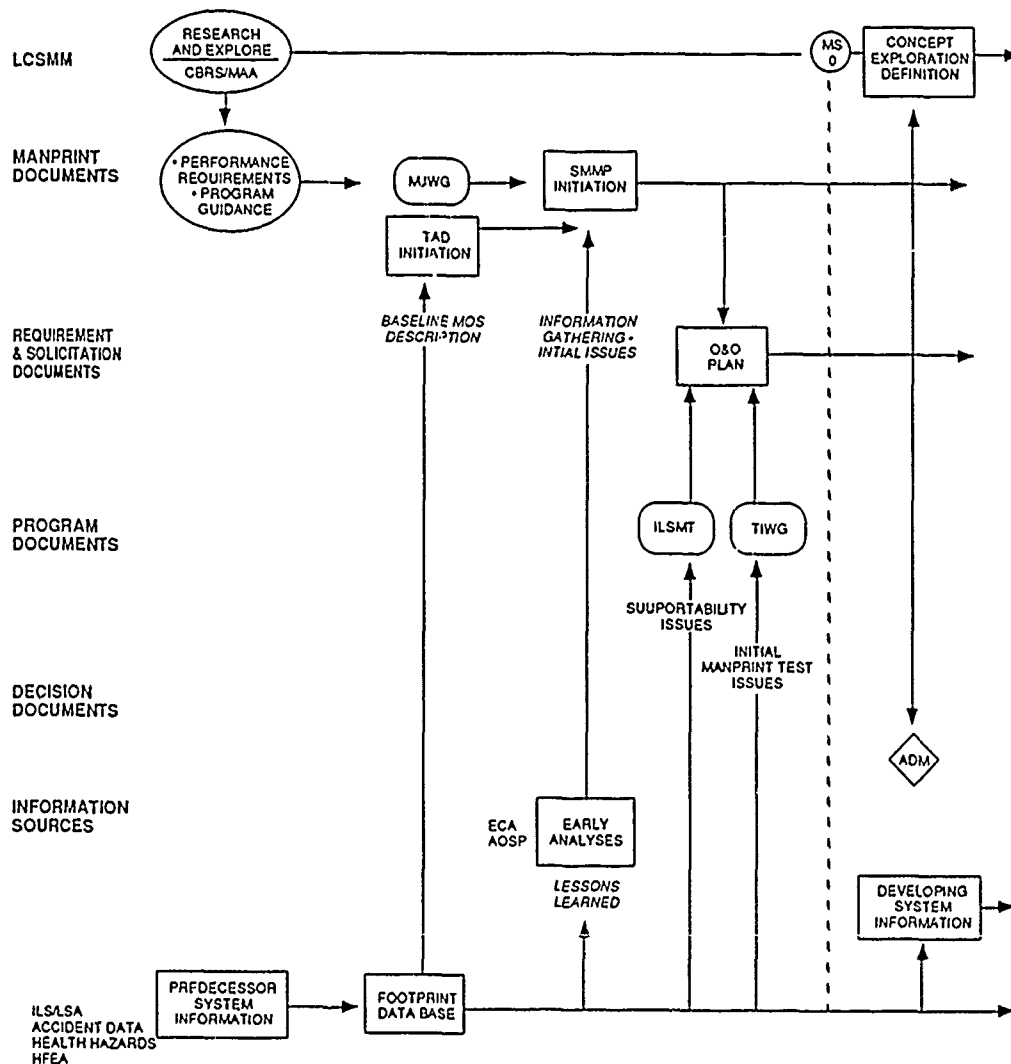 LCSMM
RESEARCH
AND EXPLORE
CBRS/MAA
MS
0
CONCEPT
EXPLORATION
DEFINITION
MANPRINT
DOCUMENTS
• PERFORMANCE
REQUIREMENTS
• PROGRAM
GUIDANCE
MJWG
SMMP
INITIATION
TAD
INITIATION
REQUIREMENT
& SOLICITATION
DOCUMENTS
BASELINE MOS
DESCRIPTION
INFORMATION
GATHERING •
INTIAL ISSUES
O&O
PLAN
PROGRAM
DOCUMENTS
ILSMT
TIWG
SUUPORTABILITY
ISSUES
INITIAL
MANPRINT TEST
ISSUES
DECISION
DOCUMENTS
ADM
INFORMATION
SOURCES
ECA
AOSP
EARLY
ANALYSES
LESSONS
LEARNED
DEVELOPING
SYSTEM
INFORMATION
PRFDECESSOR
SYSTEM
INFORMATION
FOOTPRINT
DATA BASE
ILS/LSA
ACCIDENT DATA
HEALTH HAZARDS
HFEA